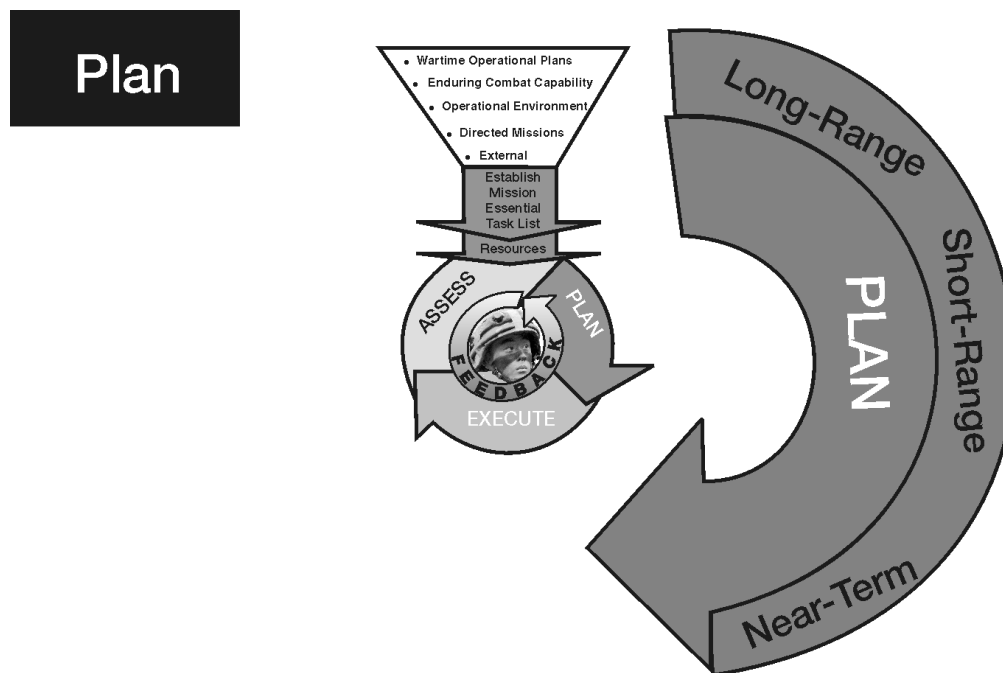 Plan
• Wartime Operational Plans
• Enduring Combat Capability
• Operational Environment
• Directed Missions
• External
Establish
Mission
Essential
Task List
Resources
ASSESS
PLAN
FEEDBACK
EXECUTE
Long-Range
Short-Range
Near-Term
PLAN